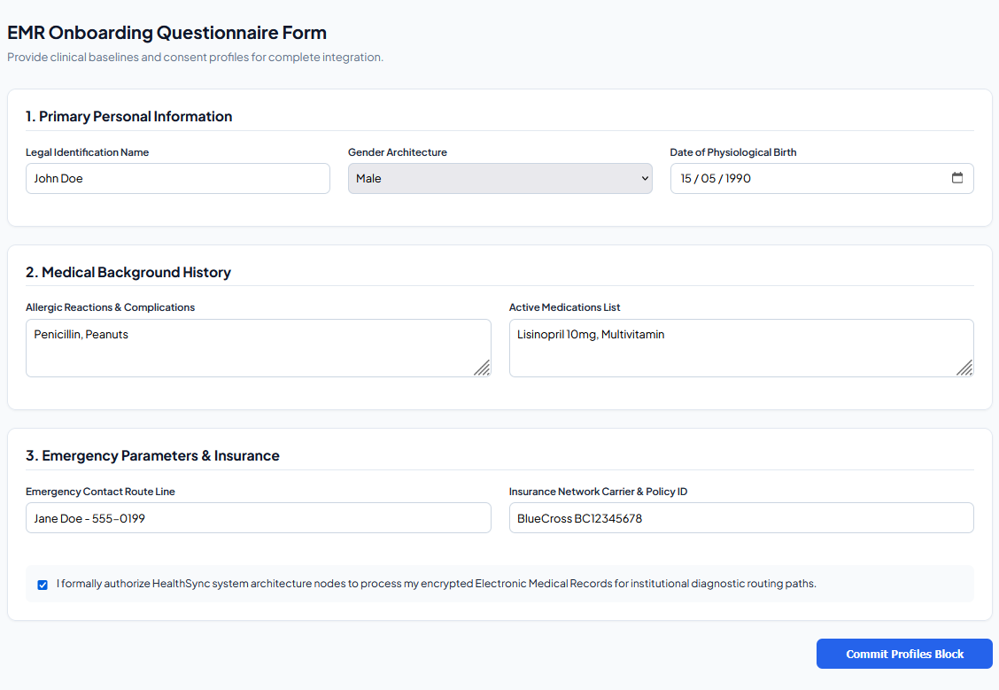 EMR Onboarding Questionnaire Form
Provide clinical baselines and consent profiles for complete integration.
1. Primary Personal Information
Legal Identification Name
Gender Architecture
Date of Physiological Birth
John Doe
Male
15 / 05 / 1990
2. Medical Background History
Allergic Reactions & Complications
Active Medications List
Penicillin, Peanuts
Lisinopril 10mg, Multivitamin
3. Emergency Parameters & Insurance
Emergency Contact Route Line
Insurance Network Carrier & Policy ID
Jane Doe - 555-0199
BlueCross BC12345678
I formally authorize HealthSync system architecture nodes to process my encrypted Electronic Medical Records for institutional diagnostic routing paths.
Commit Profiles Block